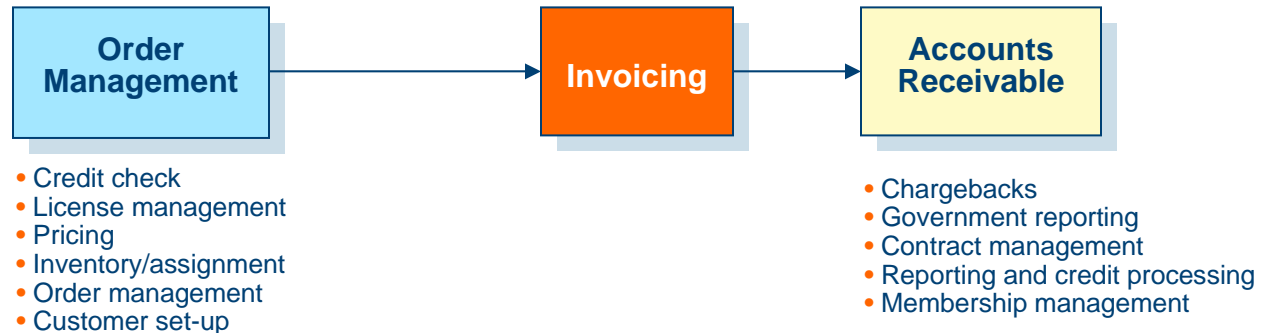 Order
Management
Invoicing
Accounts
Receivable
• Credit check
• License management
• Pricing
• Inventory/assignment
• Order management
• Customer set-up
• Chargebacks
• Government reporting
• Contract management
• Reporting and credit processing
• Membership management